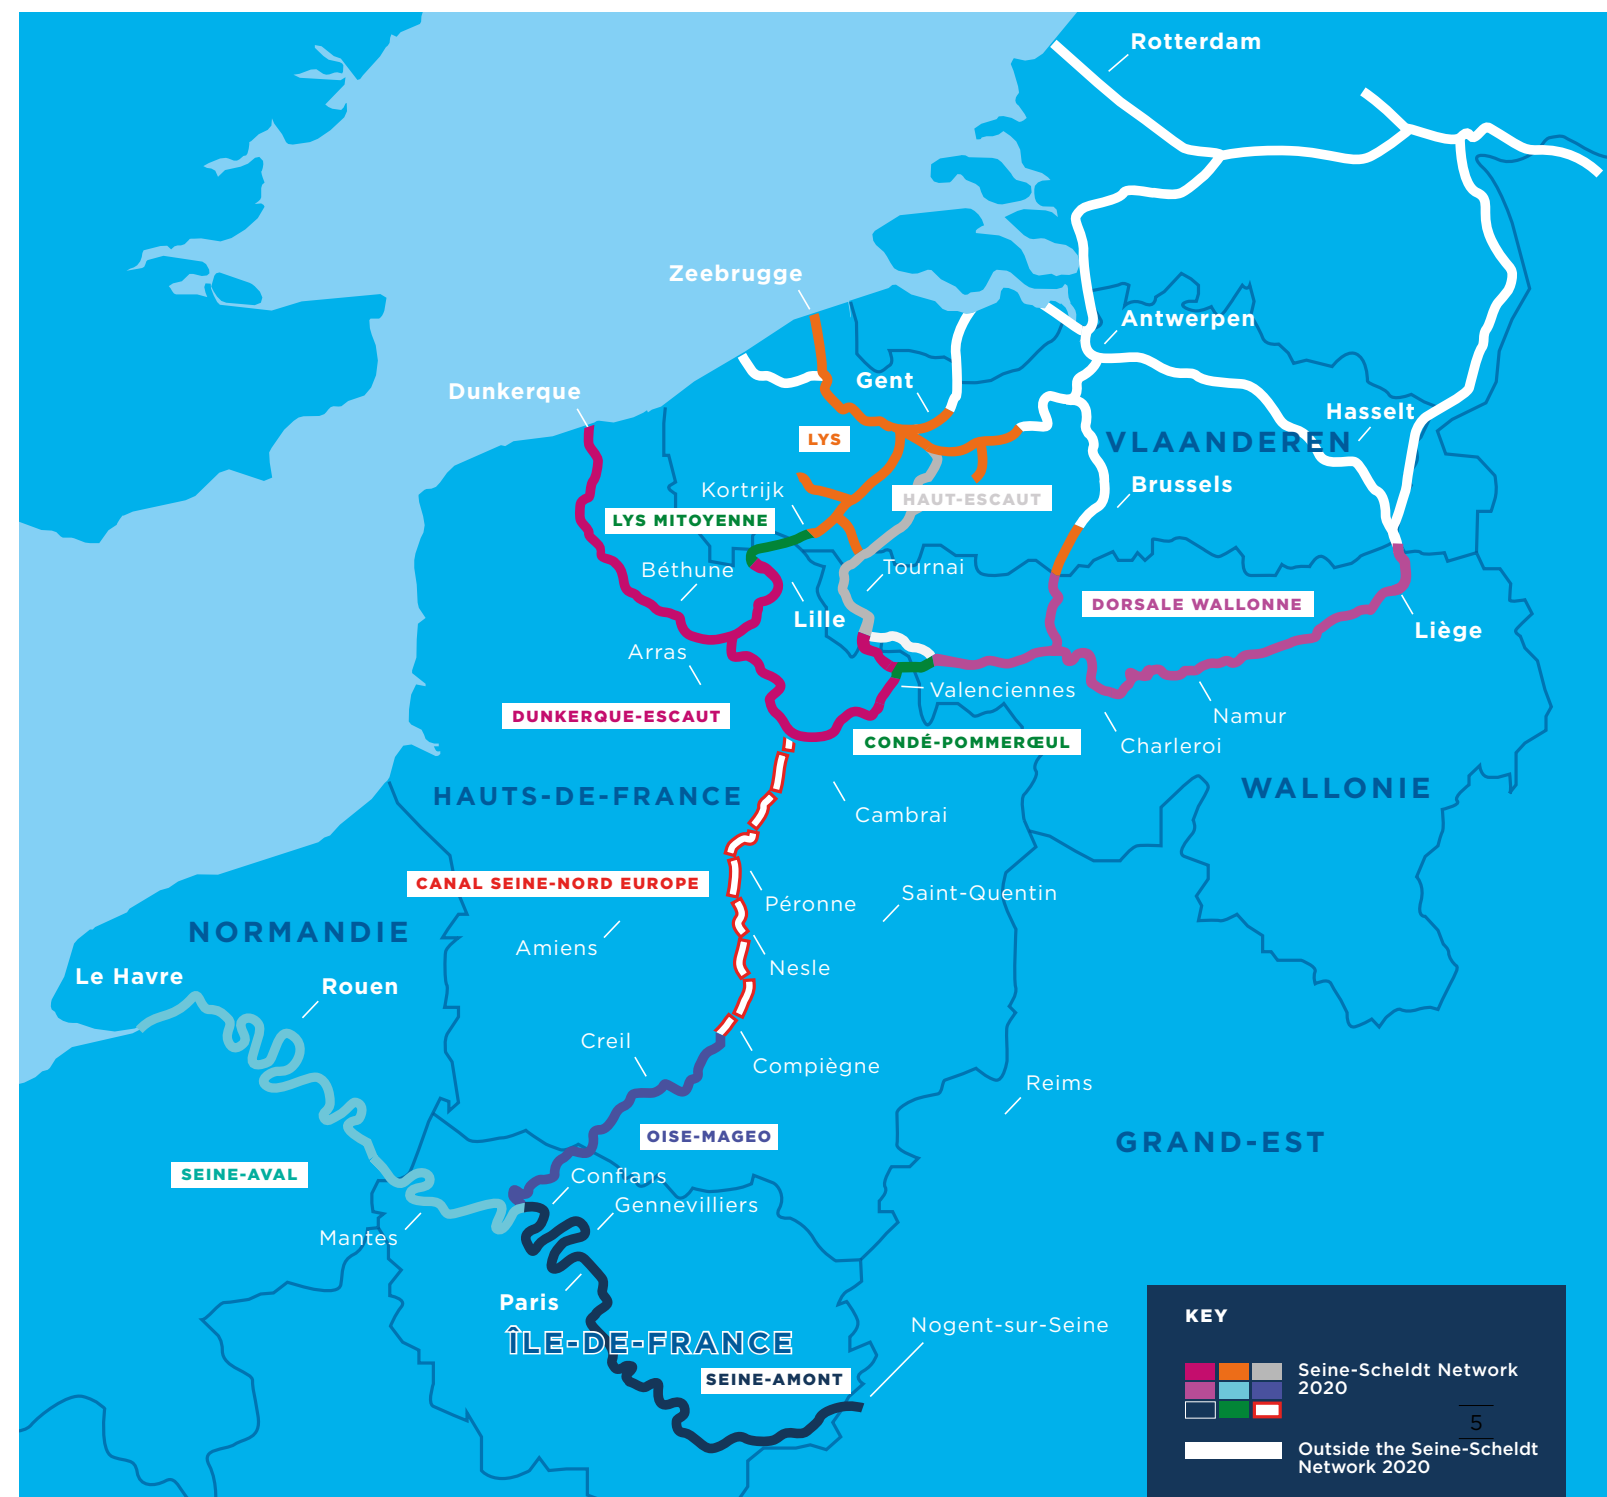 Rotterdam
Zeebrugge
Antwerpen
Gent
Dunkerque
Hasselt
LYS
VLAANDEREN
Brussels
Kortrijk
HAUT-ESCAUT
LYS MITOYENNE
Béthune
Tournai
DORSALE WALLONNE
Lille
Liège
Arras
Valenciennes
DUNKERQUE-ESCAUT
Namur
CONDÉ-POMMERŒUL
Charleroi
HAUTS-DE-FRANCE
WALLONIE
Cambrai
CANAL SEINE-NORD EUROPE
Saint-Quentin
Péronne
NORMANDIE
Amiens
Nesle
Le Havre
Rouen
Creil
Compiègne
Reims
OISE-MAGEO
GRAND-EST
SEINE-AVAL
Conflans
Gennevilliers
Mantes
Paris
Nogent-sur-Seine
ÎLE-DE-FRANCE
SEINE-AMONT
KEY
Seine-Scheldt Network
2020
5
Outside the Seine-Scheldt
Network 2020